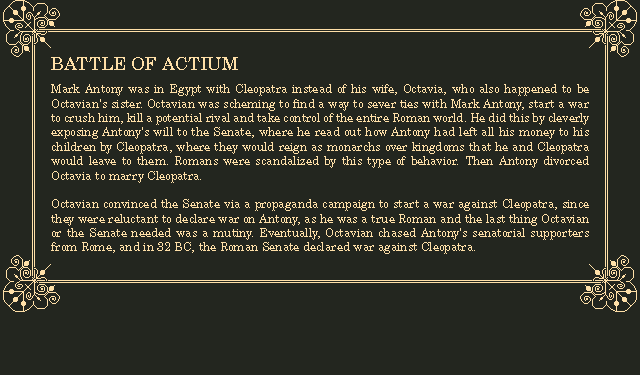 BATTLE OF ACTIUM
Mark Antony was in Egypt with Cleopatra instead of his wife, Octavia, who also happened to be
Octavian's sister. Octavian was scheming to find a way to sever ties with Mark Antony, start a war
to crush him, kill a potential rival and take control of the entire Roman world. He did this by cleverly
exposing Antony's will to the Senate, where he read out how Antony had left all his money to his
children by Cleopatra, where they would reign as monarchs over kingdoms that he and Cleopatra
would leave to them. Romans were scandalized by this type of behavior. Then Antony divorced
Octavia to marry Cleopatra.
Octavian convinced the Senate via a propaganda campaign to start a war against Cleopatra, since
they were reluctant to declare war on Antony, as he was a true Roman and the last thing Octavian
or the Senate needed was a mutiny. Eventually, Octavian chased Antony's senatorial supporters
from Rome, and in 32 BC, the Roman Senate declared war against Cleopatra.